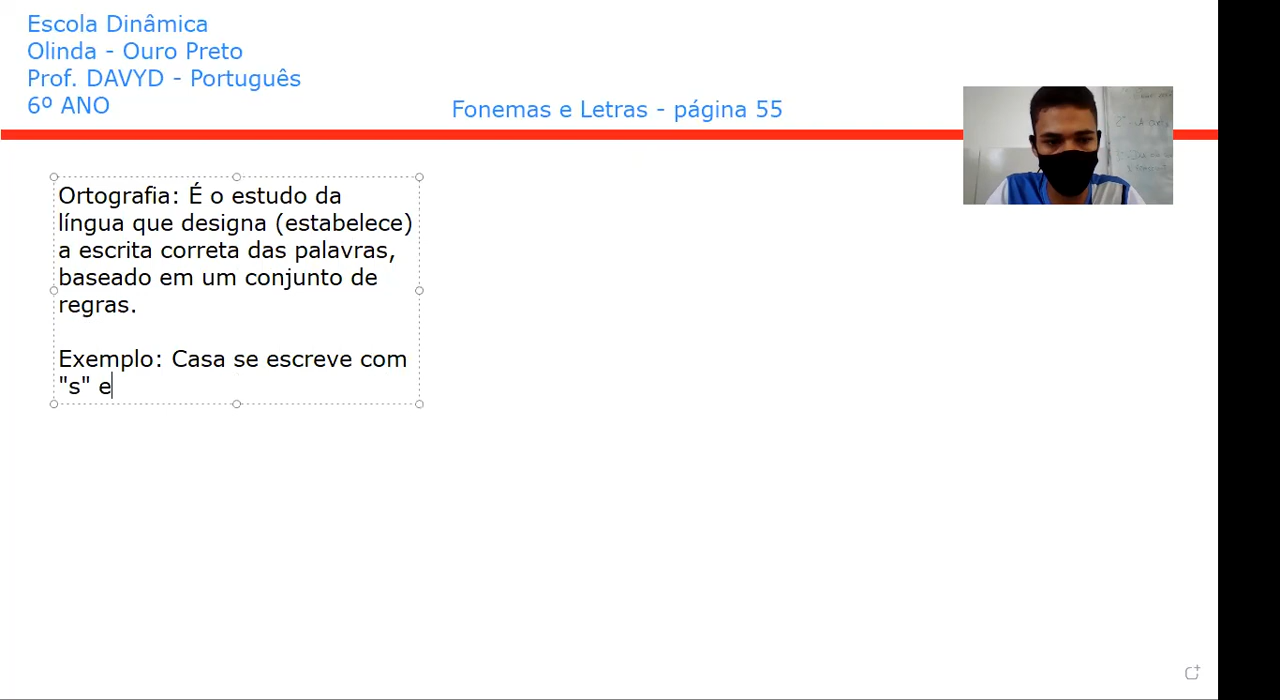 Escola Dinâmica
Olinda - Ouro Preto
Prof. DAVYD - Português
6º ANO
Fonemas e Letras - página 55
Ortografia: É o estudo da
língua que designa (estabelece)
a escrita correta das palavras,
baseado em um conjunto de
regras.
Exemplo: Casa se escreve com
"s" e